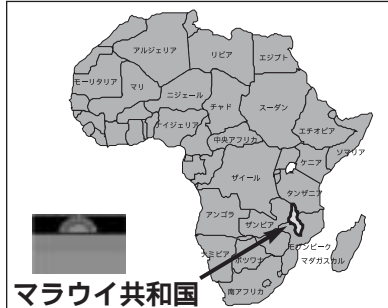 アルジェリア
リビア
エジプト
モーリタリア
マリ
ニジェール
チャド
スーダン
ナイジェリア
エチオピア
中央アフリカ
ソマリア
ケニア
ザイール
タンザニア
アンゴラ
ザンビア
モザンビーク
ナミビア
ボツワナ
マダガスカル
南アフリカ
マラウイ共和国